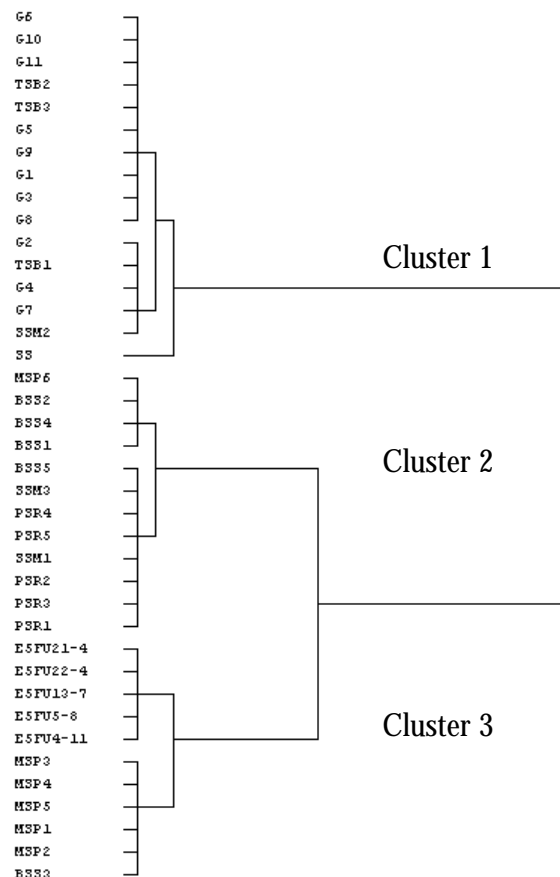 G6
G10
G11
TSB2
TSB3
G5
G9
G1
G3
G8
G2
TSB1
G4
G7
SSM2
SS
MSP6
BSS2
BSS4
BSS1
BSS5
SSM3
PSR4
PSR5
SSM1
PSR2
PSR3
PSR1
E5FU21-4
E5FU22-4
E5FU13-7
E5FU5-8
E5FU4-11
MSP3
MSP4
MSP5
MSP1
MSP2
BSS3
Cluster 1
Cluster 2
Cluster 3